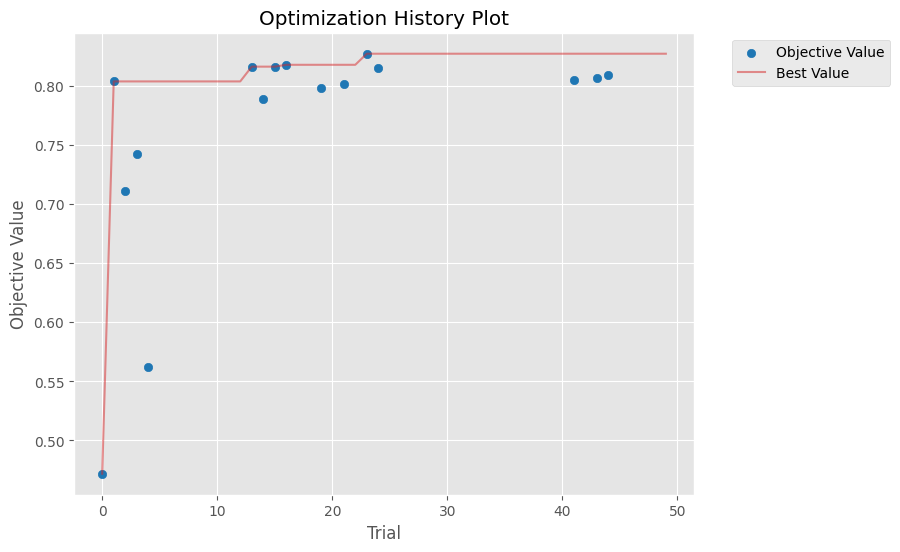 Optimization History Plot
Objective Value
Best Value
Objective Value
0.80
0.75
0.70
0.65
0.60
0.55
0.50
0 10 20 30 40 50
Trial